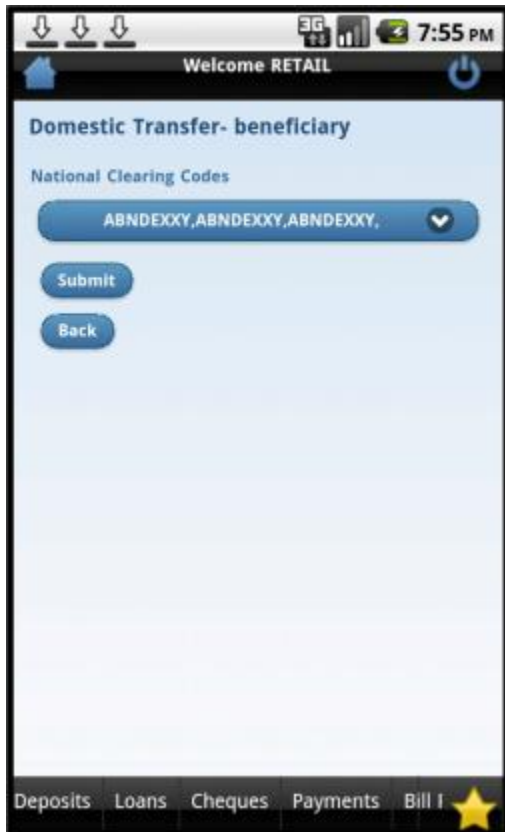 3G 7:55 PM
Welcome RETAIL
Domestic Transfer- beneficiary
National Clearing Codes
ABNDEXXY,ABNDEXXY,ABNDEXXY,
Submit
Back
Deposits Loans Cheques Payments Bill